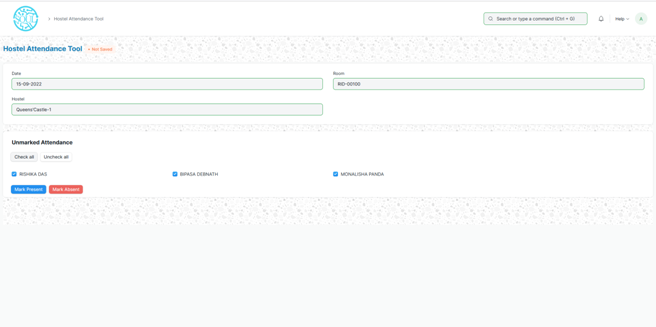 Hostel Attendance Tool
Search or type a command (Ctrl + G)
Help
A
Hostel Attendance Tool
Not Saved
Date
Room
15-09-2022
RID-00100
Hostel
Queens'Castle-1
Unmarked Attendance
Check all Uncheck all
RISHIKA DAS BIPASA DEBNATH MONALISHA PANDA
Mark Present Mark Absent